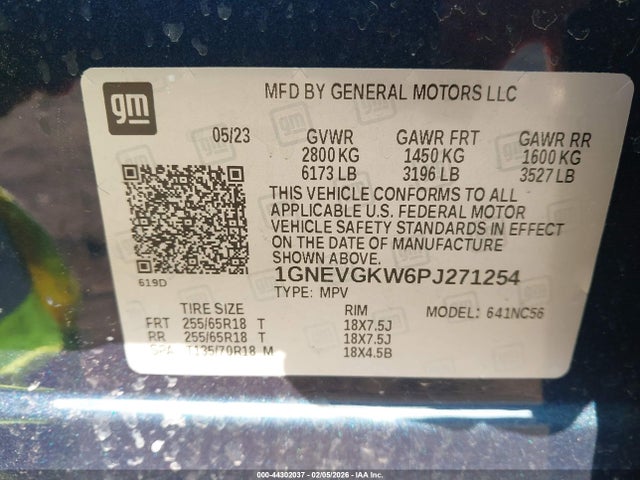 gm
MFD BY GENERAL MOTORS LLC
05/23 GVWR GAWR FRT GAWR RR
2800 KG 1450 KG 1600 KG
6173 LB 3196 LB 3527 LB
THIS VEHICLE CONFORMS TO ALL
APPLICABLE U.S. FEDERAL MOTOR
VEHICLE SAFETY STANDARDS IN EFFECT
ON THE DATE OF MANUFACTURE
SHOWN ABOVE.
619D
1GNEVGKW6PJ271254
TYPE: MPV
MODEL: 641NC56
TIRE SIZE RIM
FRT 255/65R18 T 18X7.5J
RR 255/65R18 T 18X7.5J
SPA T135/70R18 M 18X4.5B
000-44302037 - 02/05/2026 - IAA Inc.